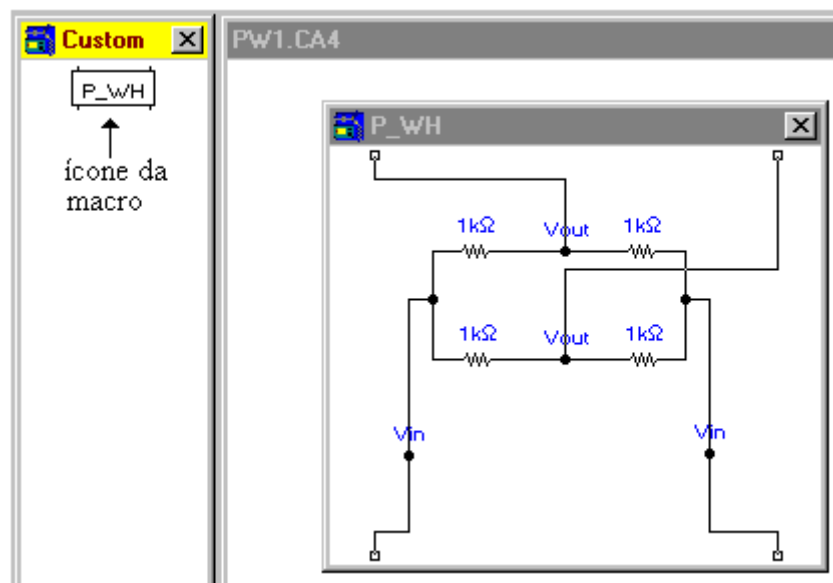 Custom
P_WH
ícone da
macro
PW1.CA4
P_WH
1kΩ
Vout
1kΩ
1kΩ
Vout
1kΩ
Vin
Vin